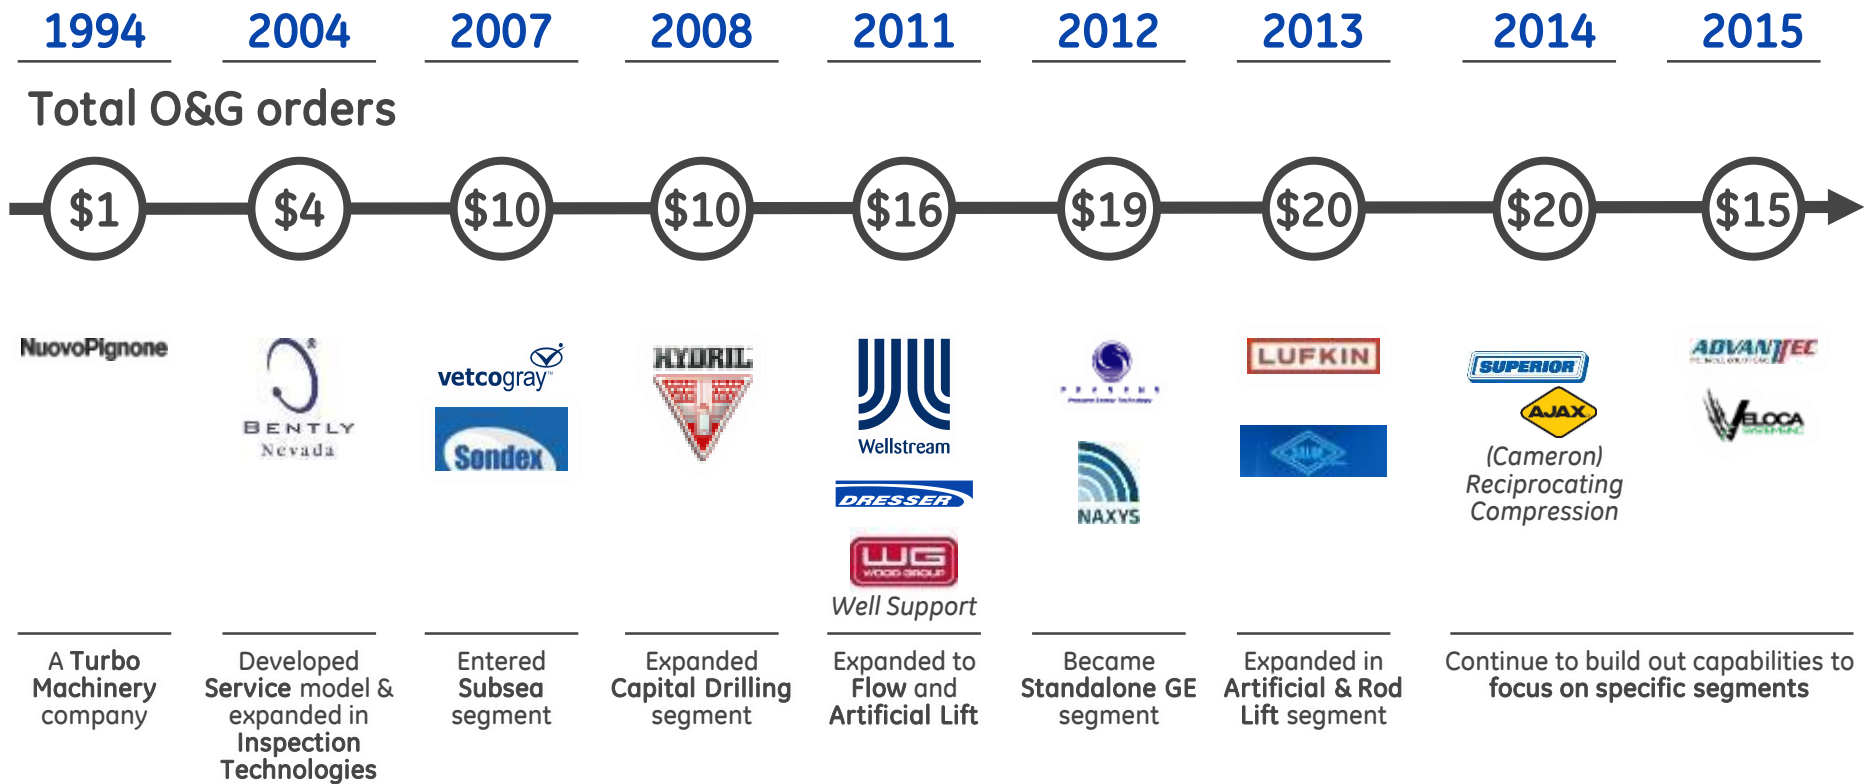 1994
2004
2007
2008
2011
2012
2013
2014
2015
Total O&G orders
$1
$4
$10
$10
$16
$19
$20
$20
$15
NuovoPignone
BENTLY
Nevada
®
vetcogray™
Sondex
HYDRIL
Wellstream
DRESSER
WG
WOOD GROUP
Well Support
NAXYS
LUFKIN
SUPERIOR
AJAX
(Cameron)
Reciprocating
Compression
ADVANTEC
VELOCA
A Turbo
Machinery
company
Developed
Service model &
expanded in
Inspection
Technologies
Entered
Subsea
segment
Expanded
Capital Drilling
segment
Expanded to
Flow and
Artificial Lift
Became
Standalone GE
segment
Expanded in
Artificial & Rod
Lift segment
Continue to build out capabilities to
focus on specific segments